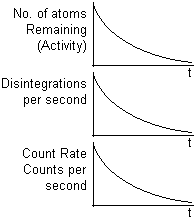 No. of atoms
Remaining
(Activity)
t
Disintegrations
per second
t
Count Rate
Counts per
second
t